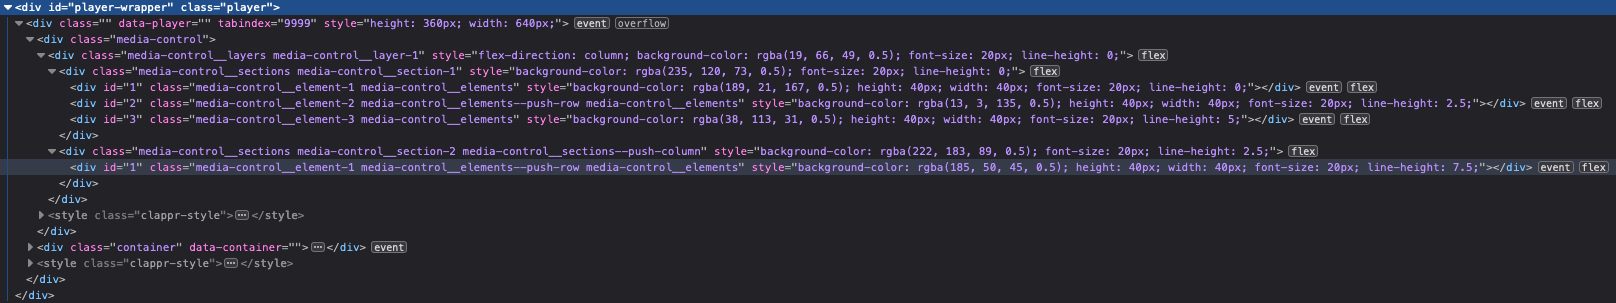 <div id="player-wrapper" class="player">
<div class="" data-player="" tabindex="9999" style="height: 360px; width: 640px;"> event overflow
<div class="media-control">
<div class="media-control__layers media-control__layer-1" style="flex-direction: column; background-color: rgba(19, 66, 49, 0.5); font-size: 20px; line-height: 0;"> flex
<div class="media-control__sections media-control__section-1" style="background-color: rgba(235, 120, 73, 0.5); font-size: 20px; line-height: 0;"> flex
<div id="1" class="media-control__element-1 media-control__elements" style="background-color: rgba(189, 21, 167, 0.5); height: 40px; width: 40px; font-size: 20px; line-height: 0;"></div> event flex
<div id="2" class="media-control__element-2 media-control__elements--push-row media-control__elements" style="background-color: rgba(13, 3, 135, 0.5); height: 40px; width: 40px; font-size: 20px; line-height: 2.5;"></div> event flex
<div id="3" class="media-control__element-3 media-control__elements" style="background-color: rgba(38, 113, 31, 0.5); height: 40px; width: 40px; font-size: 20px; line-height: 5;"></div> event flex
</div>
<div class="media-control__sections media-control__section-2 media-control__sections--push-column" style="background-color: rgba(222, 183, 89, 0.5); font-size: 20px; line-height: 2.5;"> flex
<div id="1" class="media-control__element-1 media-control__elements--push-row media-control__elements" style="background-color: rgba(185, 50, 45, 0.5); height: 40px; width: 40px; font-size: 20px; line-height: 7.5;"></div> event flex
</div>
</div>
<style class="clappr-style">…</style>
</div>
<div class="container" data-container="">…</div> event
<style class="clappr-style">…</style>
</div>
</div>